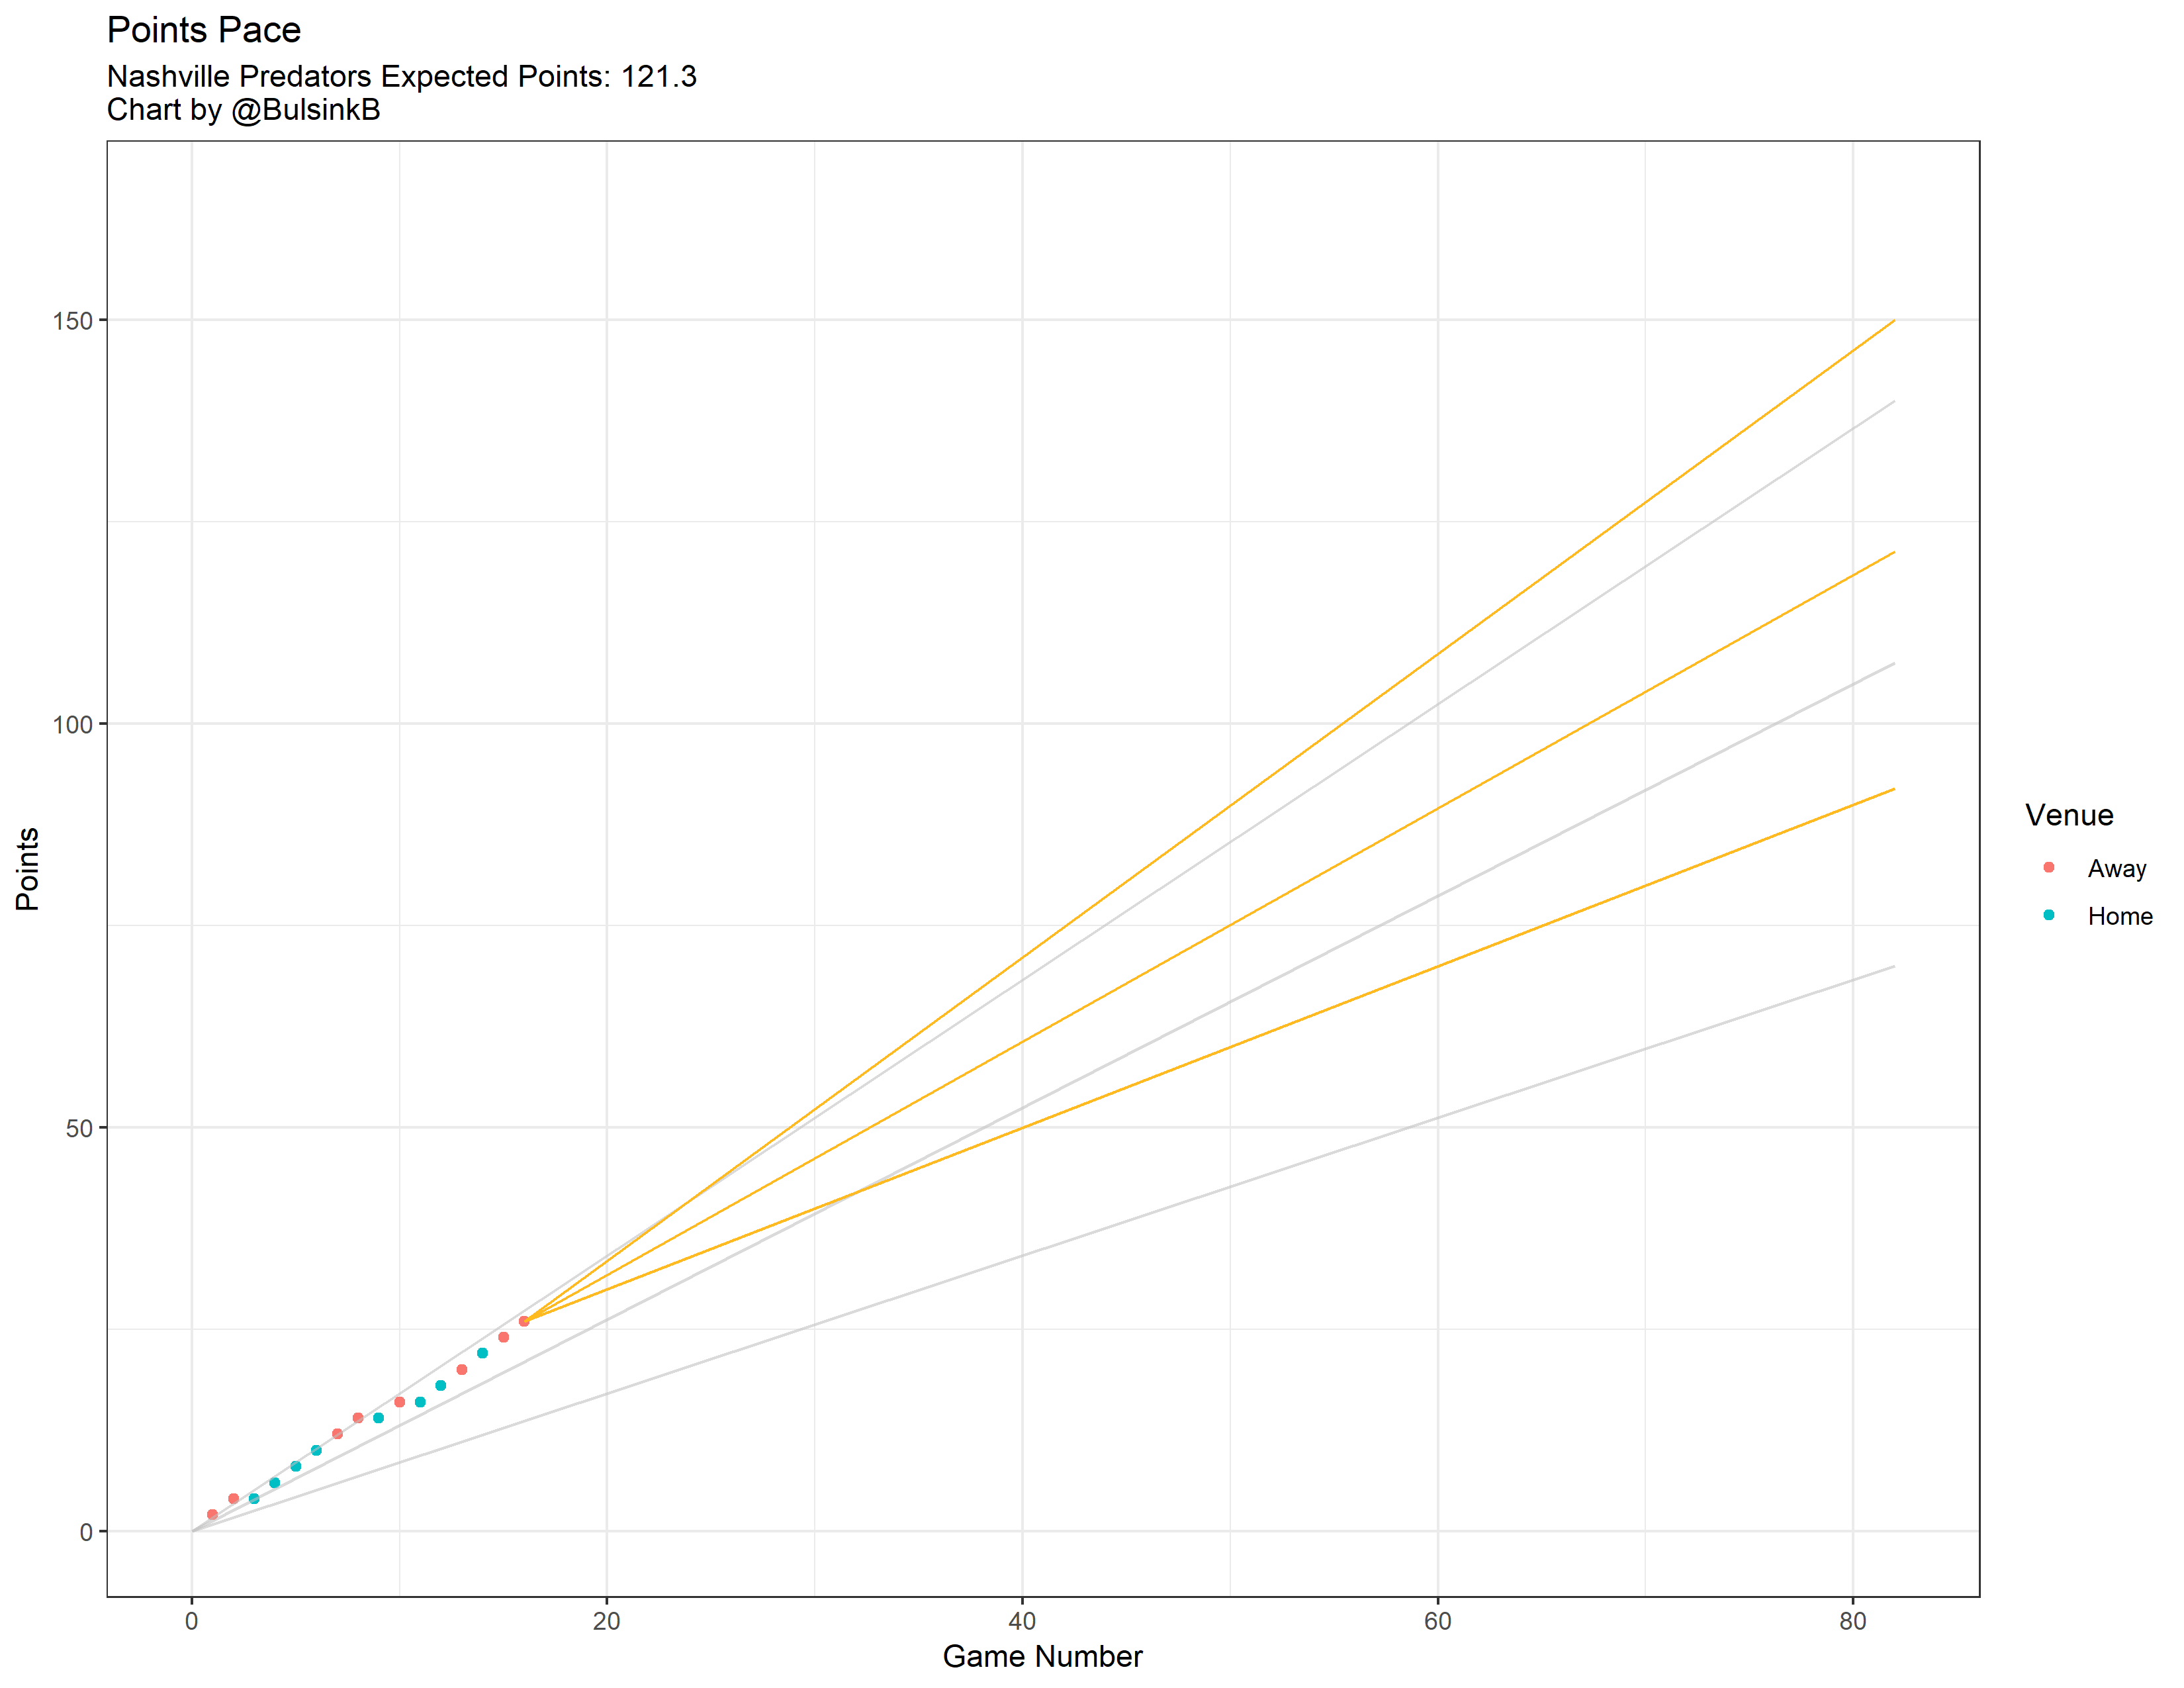 Points Pace
Nashville Predators Expected Points: 121.3
Chart by @BulsinkB
150
100
50
0
Points
0 20 40 60 80
Game Number
Venue
Away
Home